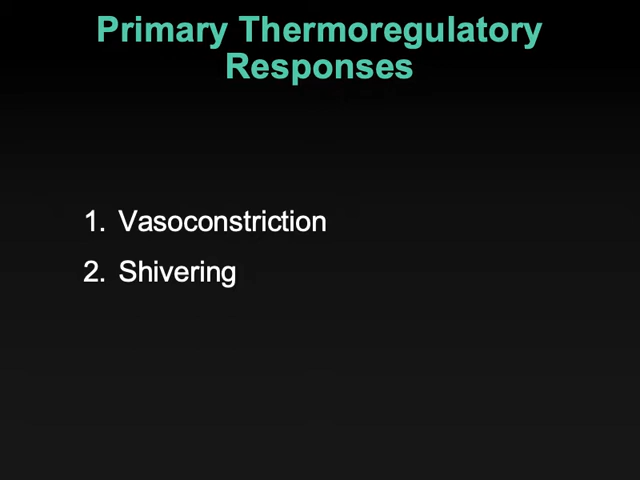 Primary Thermoregulatory
Responses
1. Vasoconstriction
2. Shivering